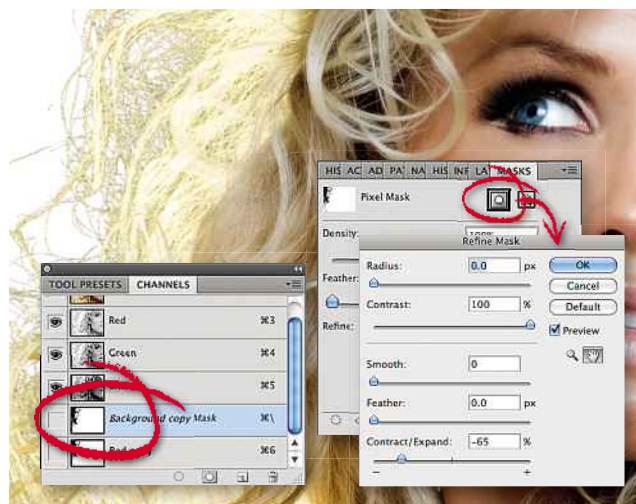 HIS AC AD PA NA HIS INF LA MASKS
Pixel Mask
Density:
100%
Feather:
Refine:
Refine Mask
Radius: 0.0 px
Contrast: 100 %
Smooth: 0
Feather: 0.0 px
Contract/Expand: -65 %
- +
OK
Cancel
Default
Preview
TOOL PRESETS CHANNELS
Red ⌘3
Green ⌘4
⌘5
Background copy Mask ⌘\
⌘6